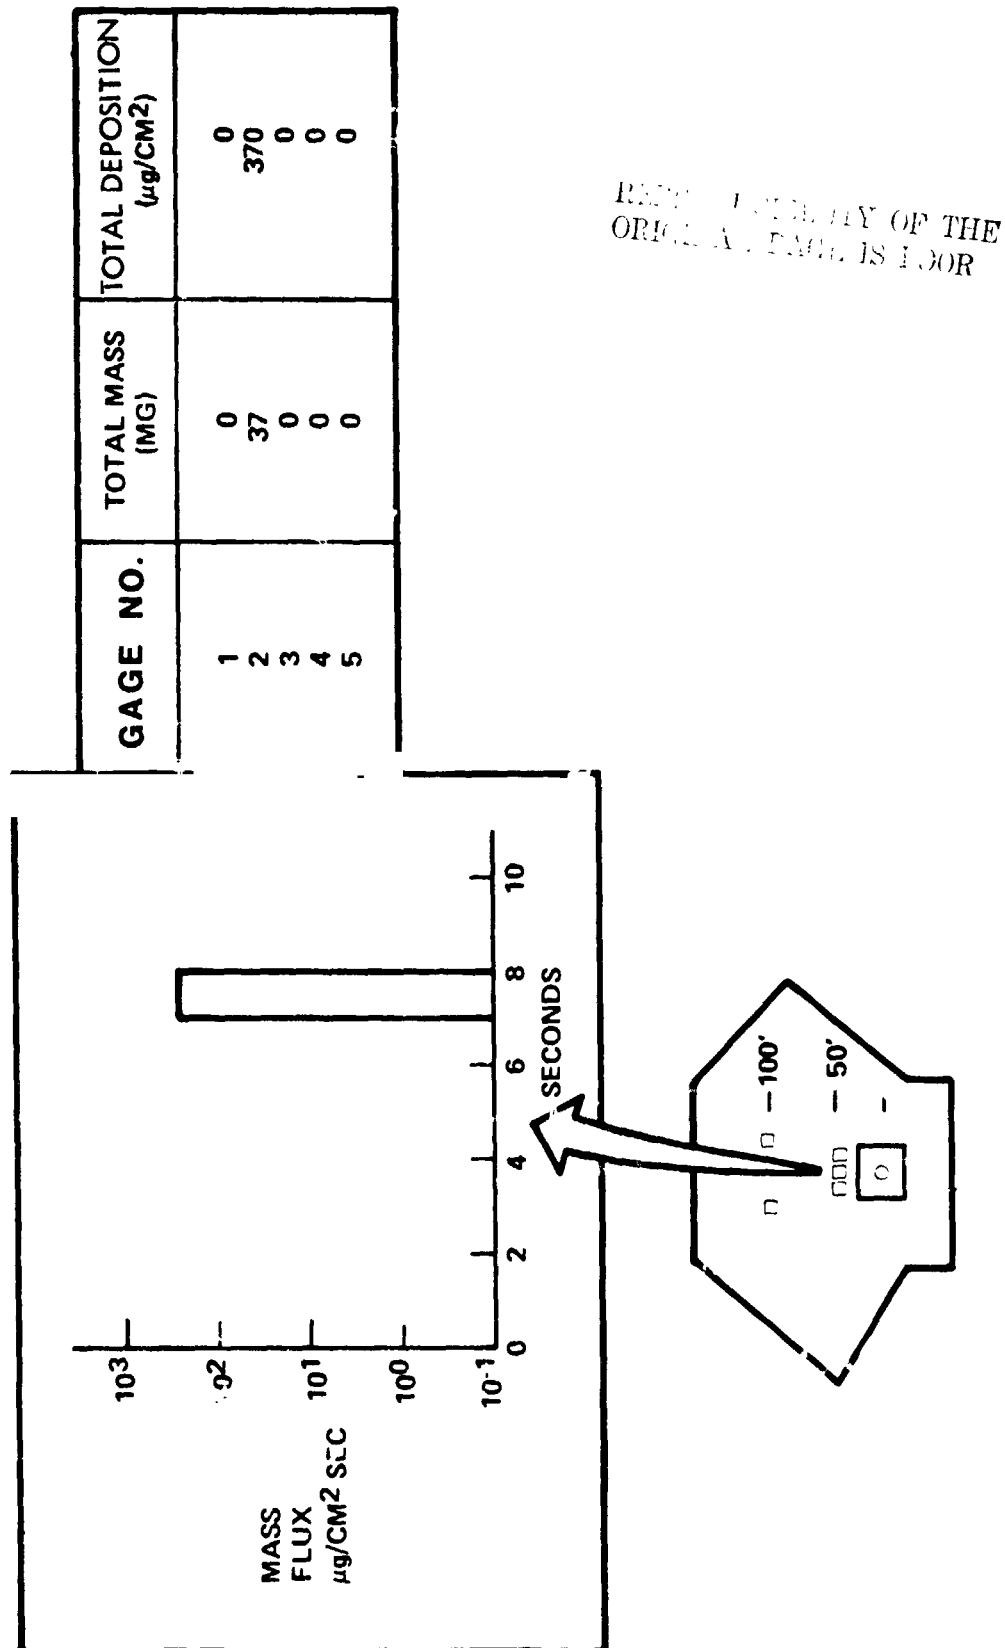 GAGE NO. TOTAL MASS (MG) TOTAL DEPOSITION (µg/CM²)
1 0 0
2 37 370
3 0 0
4 0 0
5 0 0
MASS
FLUX
µg/CM² SEC
10³
10¹
10⁰
10⁻¹
0 2 4 6 8 10
SECONDS
100'
50'
OF THE
IS